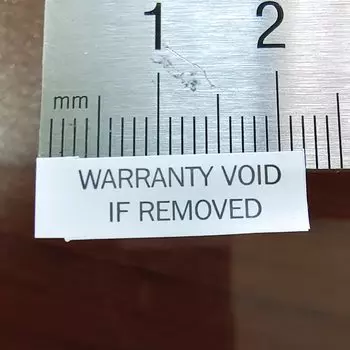 1 2
mm
WARRANTY VOID
IF REMOVED